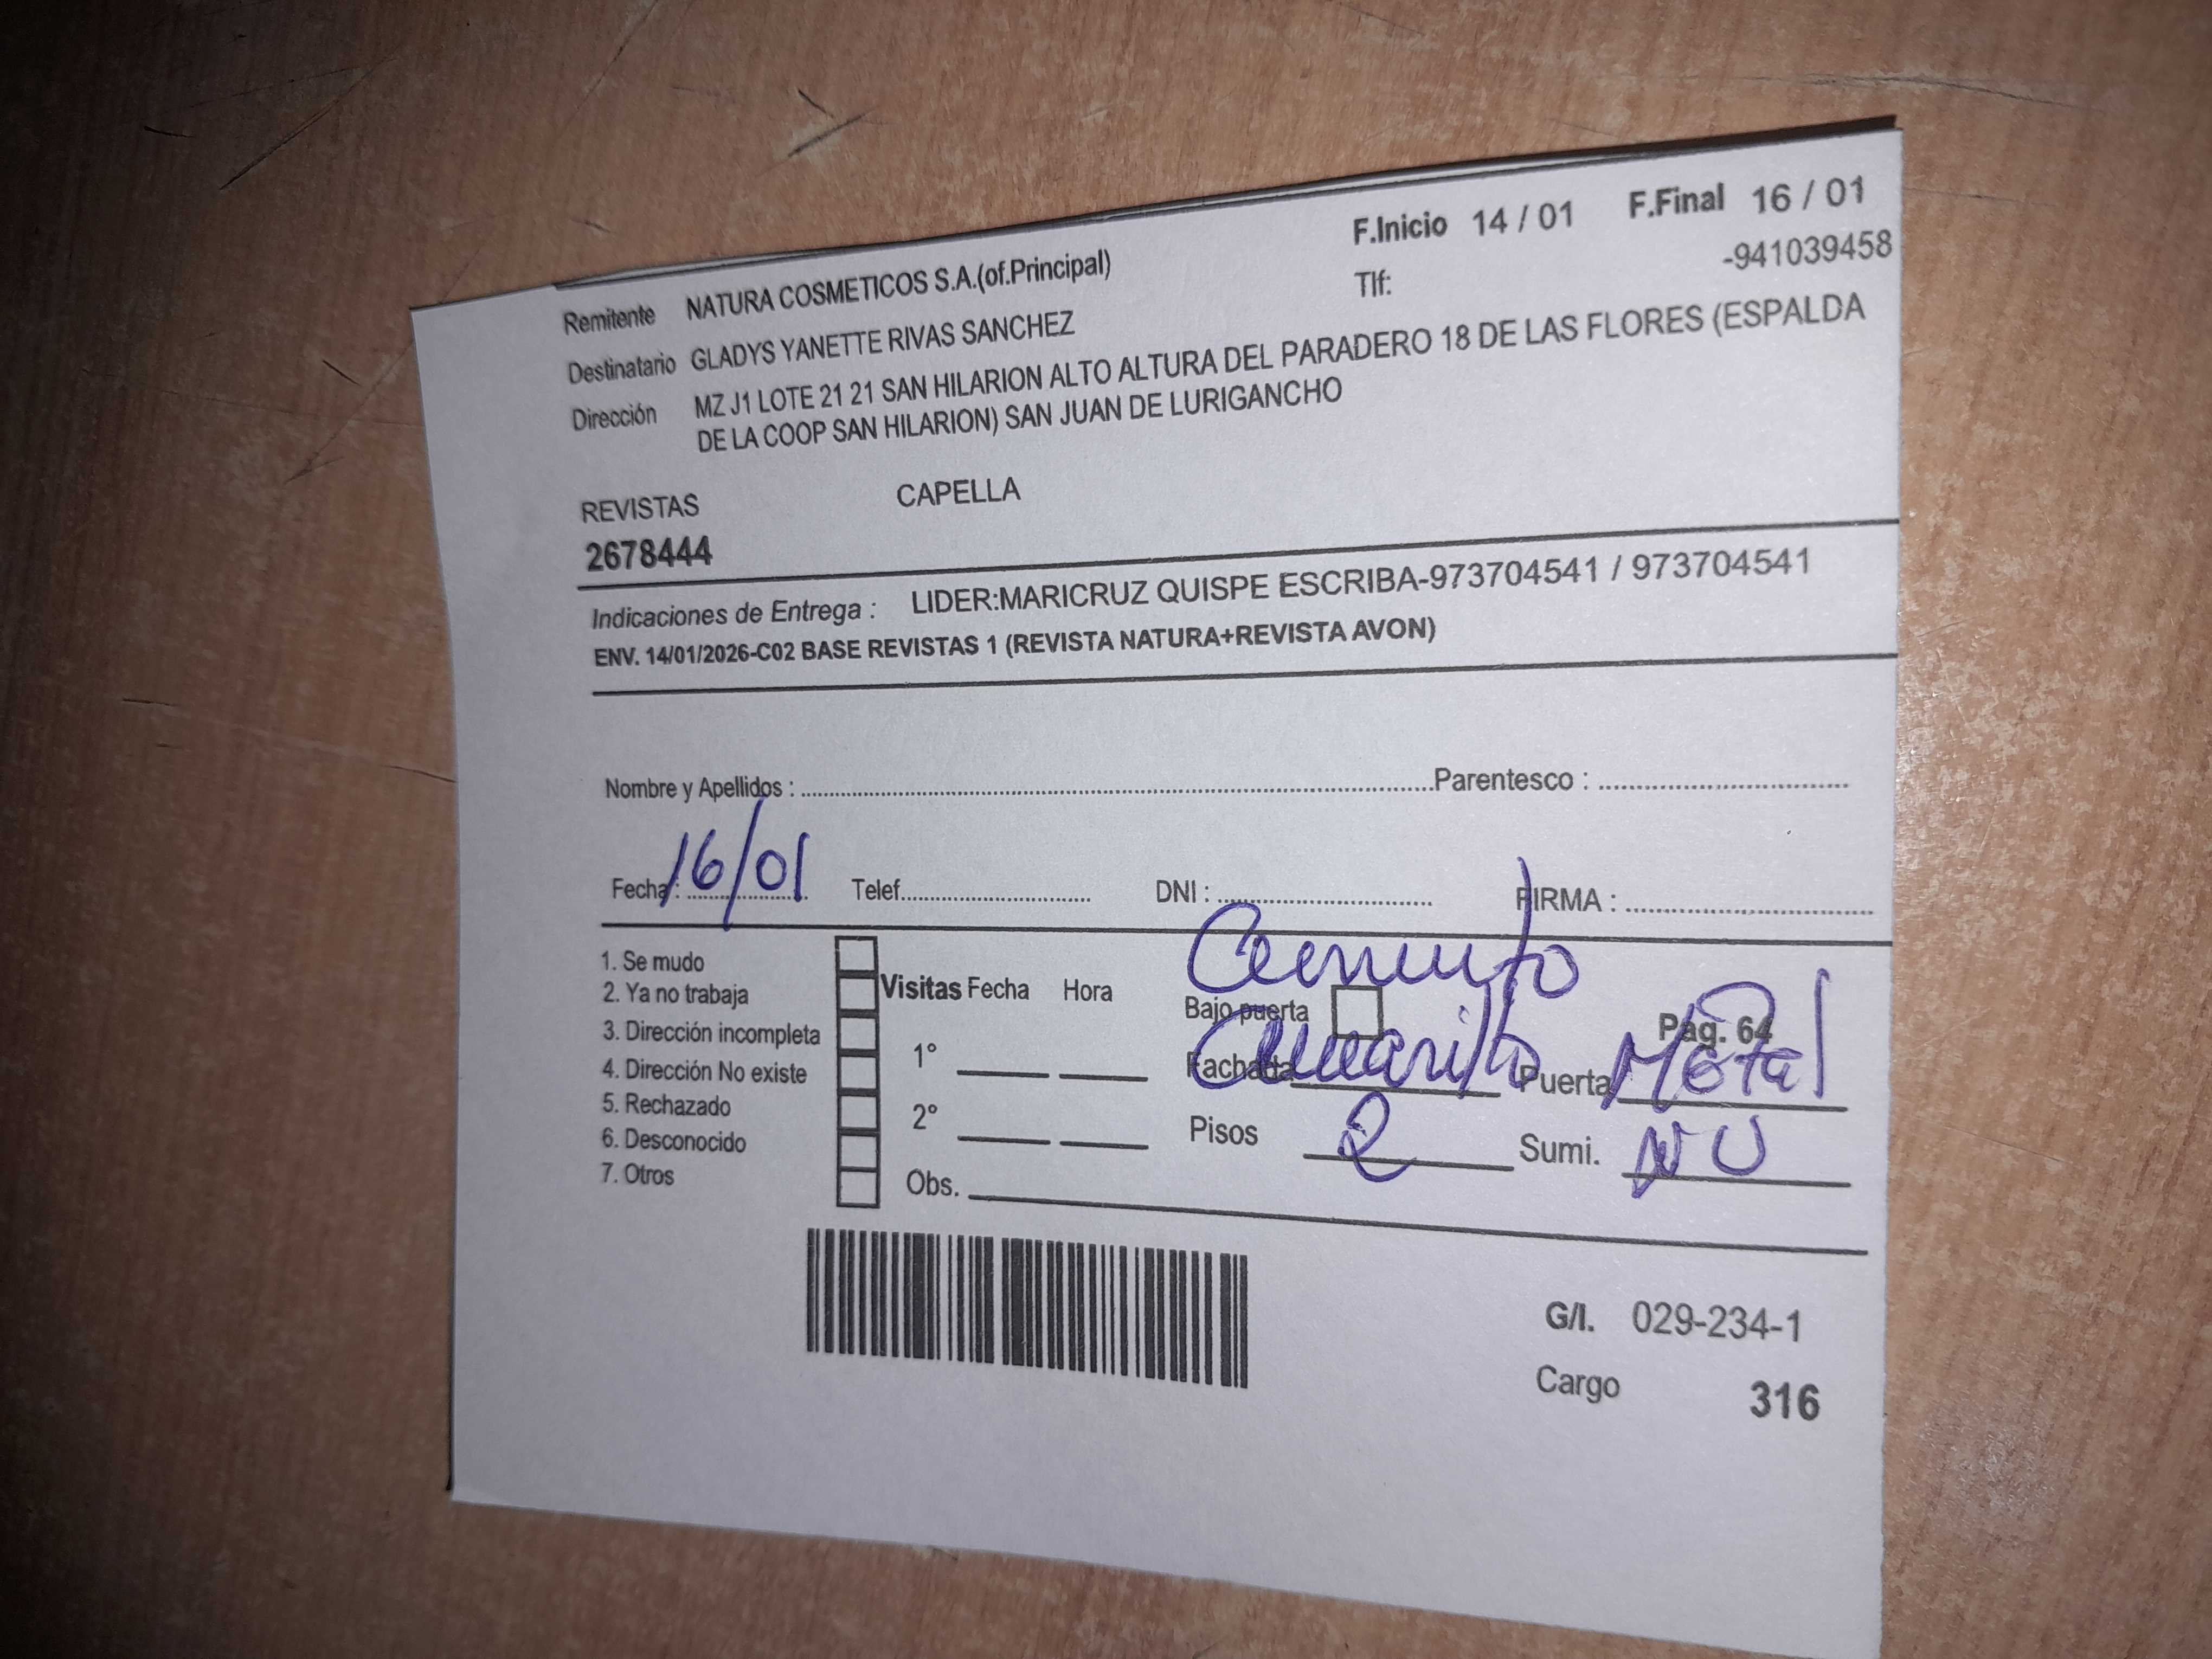 F.Inicio 14 / 01 F.Final 16 / 01
Remitente NATURA COSMETICOS S.A.(of.Principal) Tlf: -941039458
Destinatario GLADYS YANETTE RIVAS SANCHEZ
Dirección MZ J1 LOTE 21 21 SAN HILARION ALTO ALTURA DEL PARADERO 18 DE LAS FLORES (ESPALDA
DE LA COOP SAN HILARION) SAN JUAN DE LURIGANCHO
REVISTAS CAPELLA
2678444
Indicaciones de Entrega : LIDER:MARICRUZ QUISPE ESCRIBA-973704541 / 973704541
ENV. 14/01/2026-C02 BASE REVISTAS 1 (REVISTA NATURA+REVISTA AVON)
Nombre y Apellidos : Parentesco :
Fecha : 16/01 Telef. DNI : FIRMA :
Cemento
1. Se mudo
2. Ya no trabaja
3. Dirección incompleta
4. Dirección No existe
5. Rechazado
6. Desconocido
7. Otros
Visitas Fecha Hora
1°
2°
Obs.
Bajo puerta Pag. 64
Fachada Amarillo Puerta Metal
Pisos 2 Sumi.
G/I. 029-234-1
Cargo 316